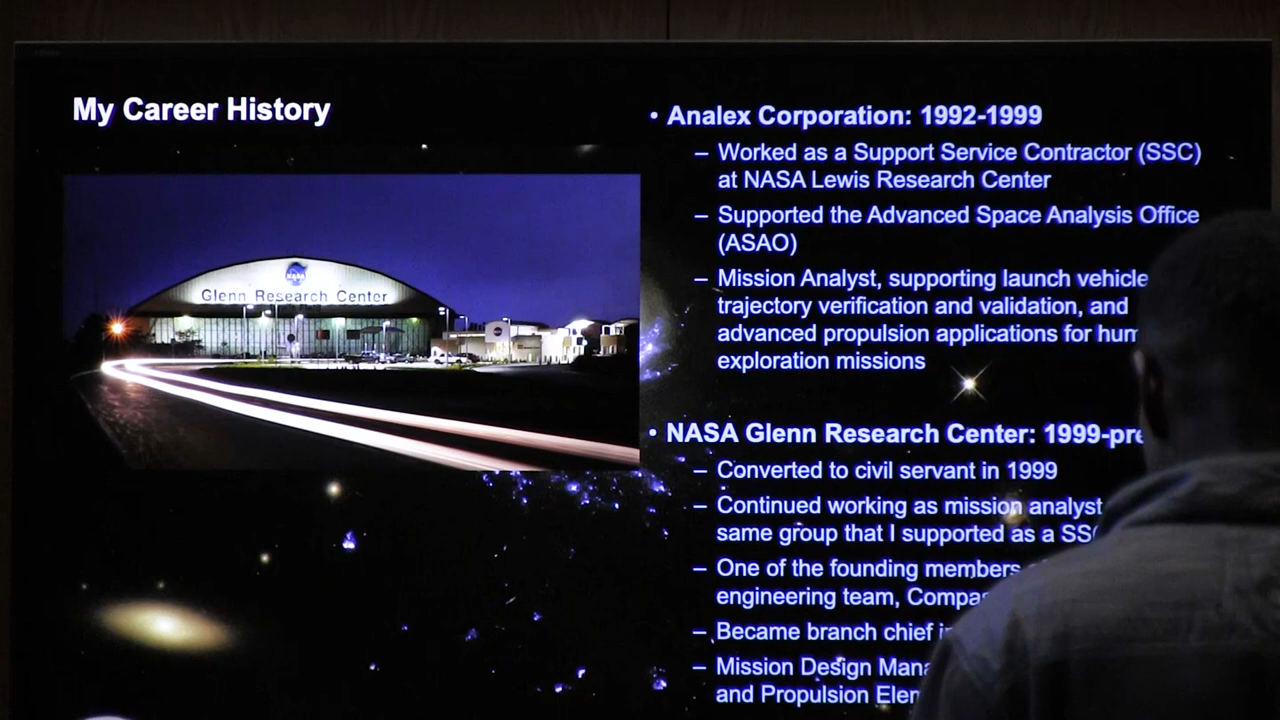 My Career History
NASA
Glenn Research Center
• Analex Corporation: 1992-1999
– Worked as a Support Service Contractor (SSC)
at NASA Lewis Research Center
– Supported the Advanced Space Analysis Office
(ASAO)
– Mission Analyst, supporting launch vehicle
trajectory verification and validation, and
advanced propulsion applications for
exploration missions
• NASA Glenn Research Center:
– Converted to civil servant in 1999
– Continued working as mission analyst
same group that I supported as a
– One of the founding members
engineering team,
– Became branch chief
– Mission Design
and Propulsion